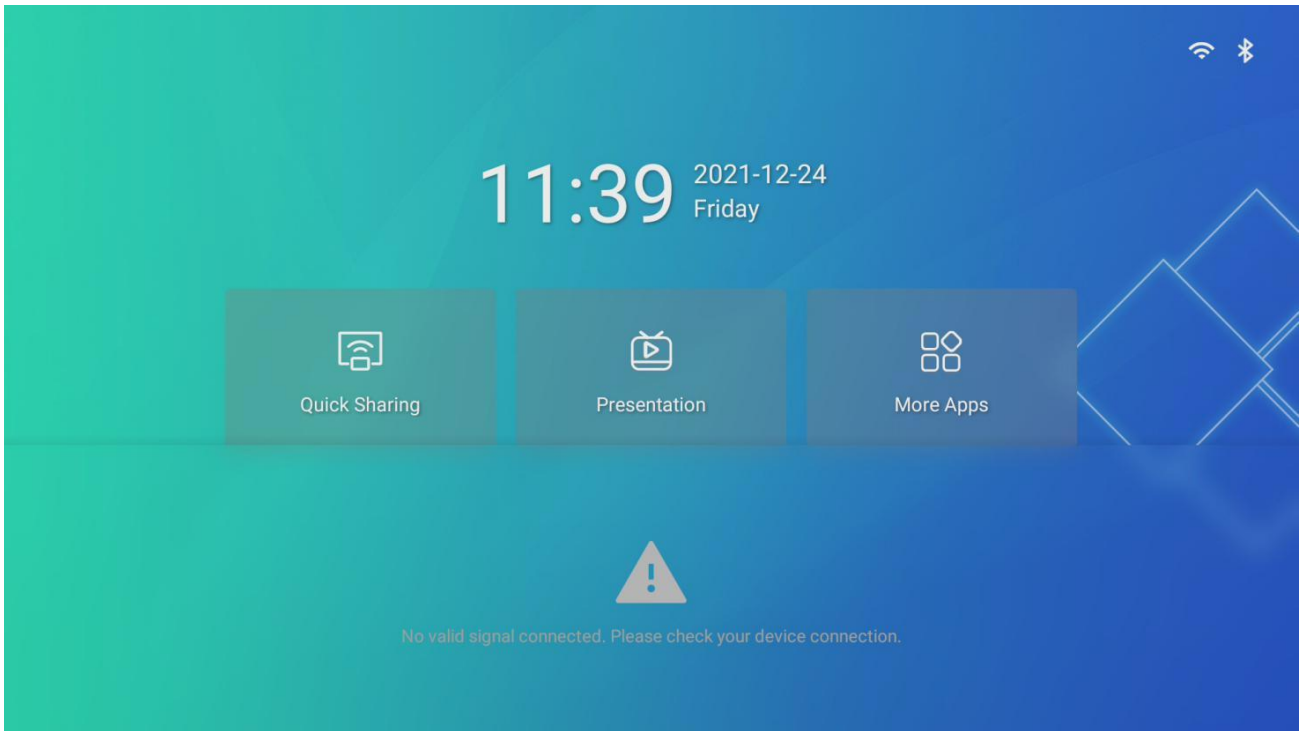 11:39
2021-12-24
Friday
Quick Sharing
Presentation
More Apps
No valid signal connected. Please check your device connection.